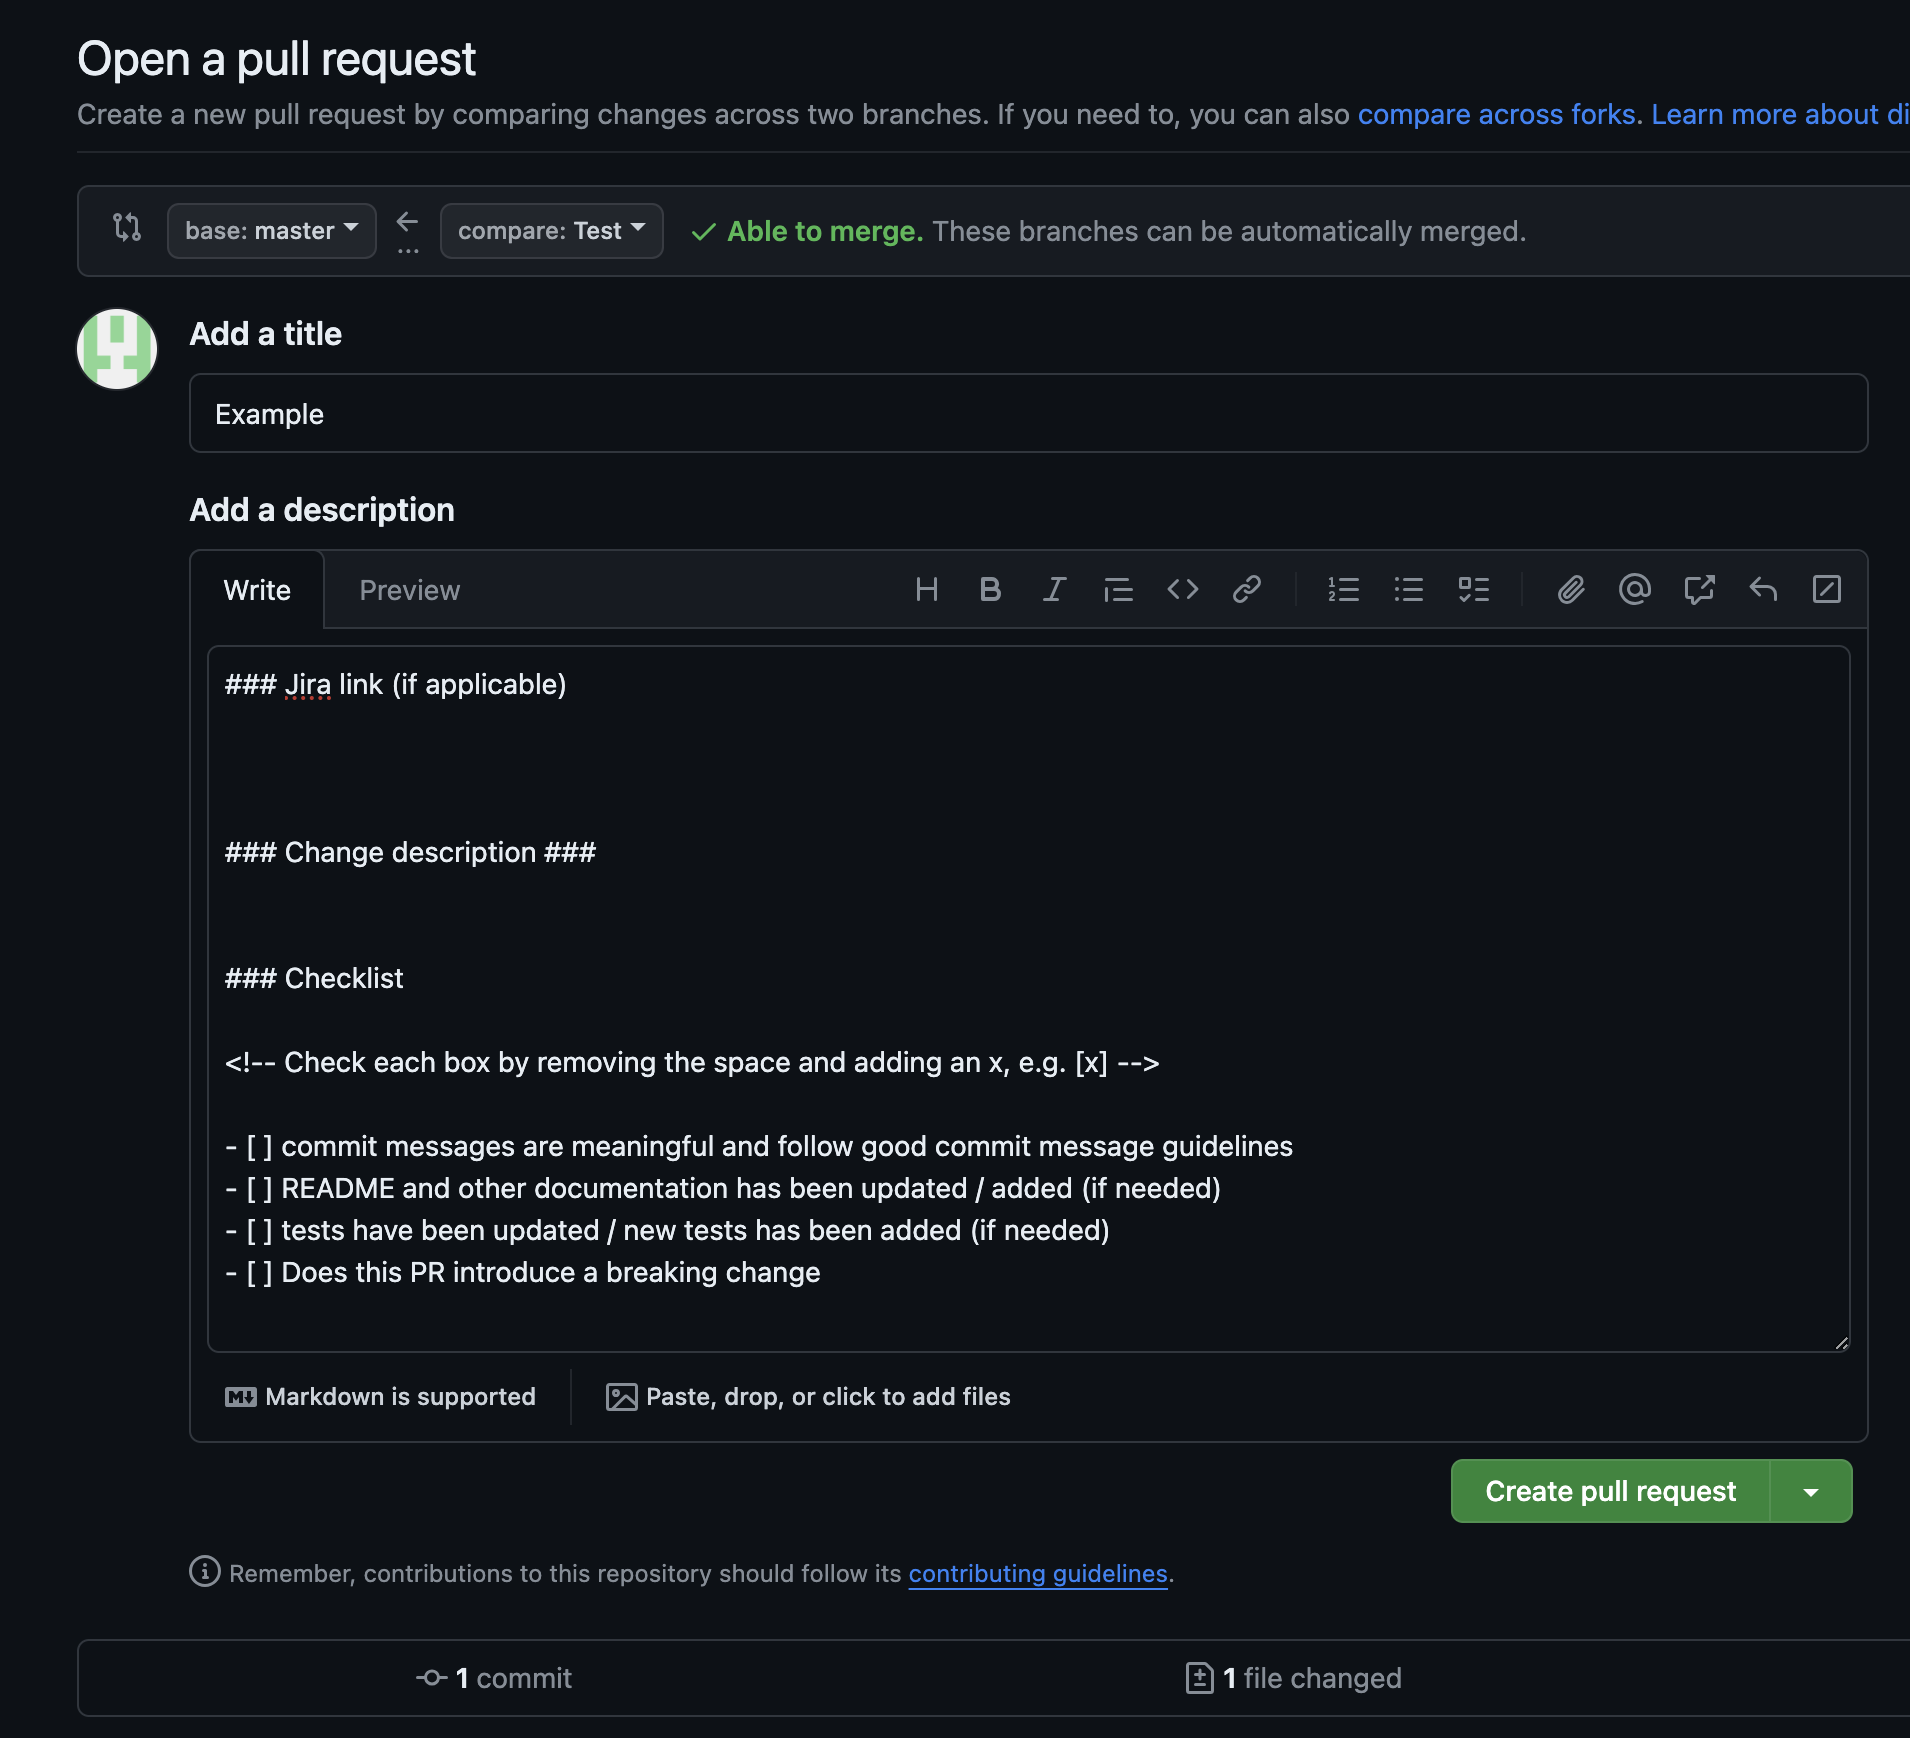 Open a pull request
Create a new pull request by comparing changes across two branches. If you need to, you can also compare across forks. Learn more about di
base: master
compare: Test
Able to merge. These branches can be automatically merged.
Add a title
Example
Add a description
Write Preview
### Jira link (if applicable)
### Change description ###
### Checklist
<!-- Check each box by removing the space and adding an x, e.g. [x] -->
- [ ] commit messages are meaningful and follow good commit message guidelines
- [ ] README and other documentation has been updated / added (if needed)
- [ ] tests have been updated / new tests has been added (if needed)
- [ ] Does this PR introduce a breaking change
Markdown is supported
Paste, drop, or click to add files
Create pull request
Remember, contributions to this repository should follow its contributing guidelines.
1 commit
1 file changed